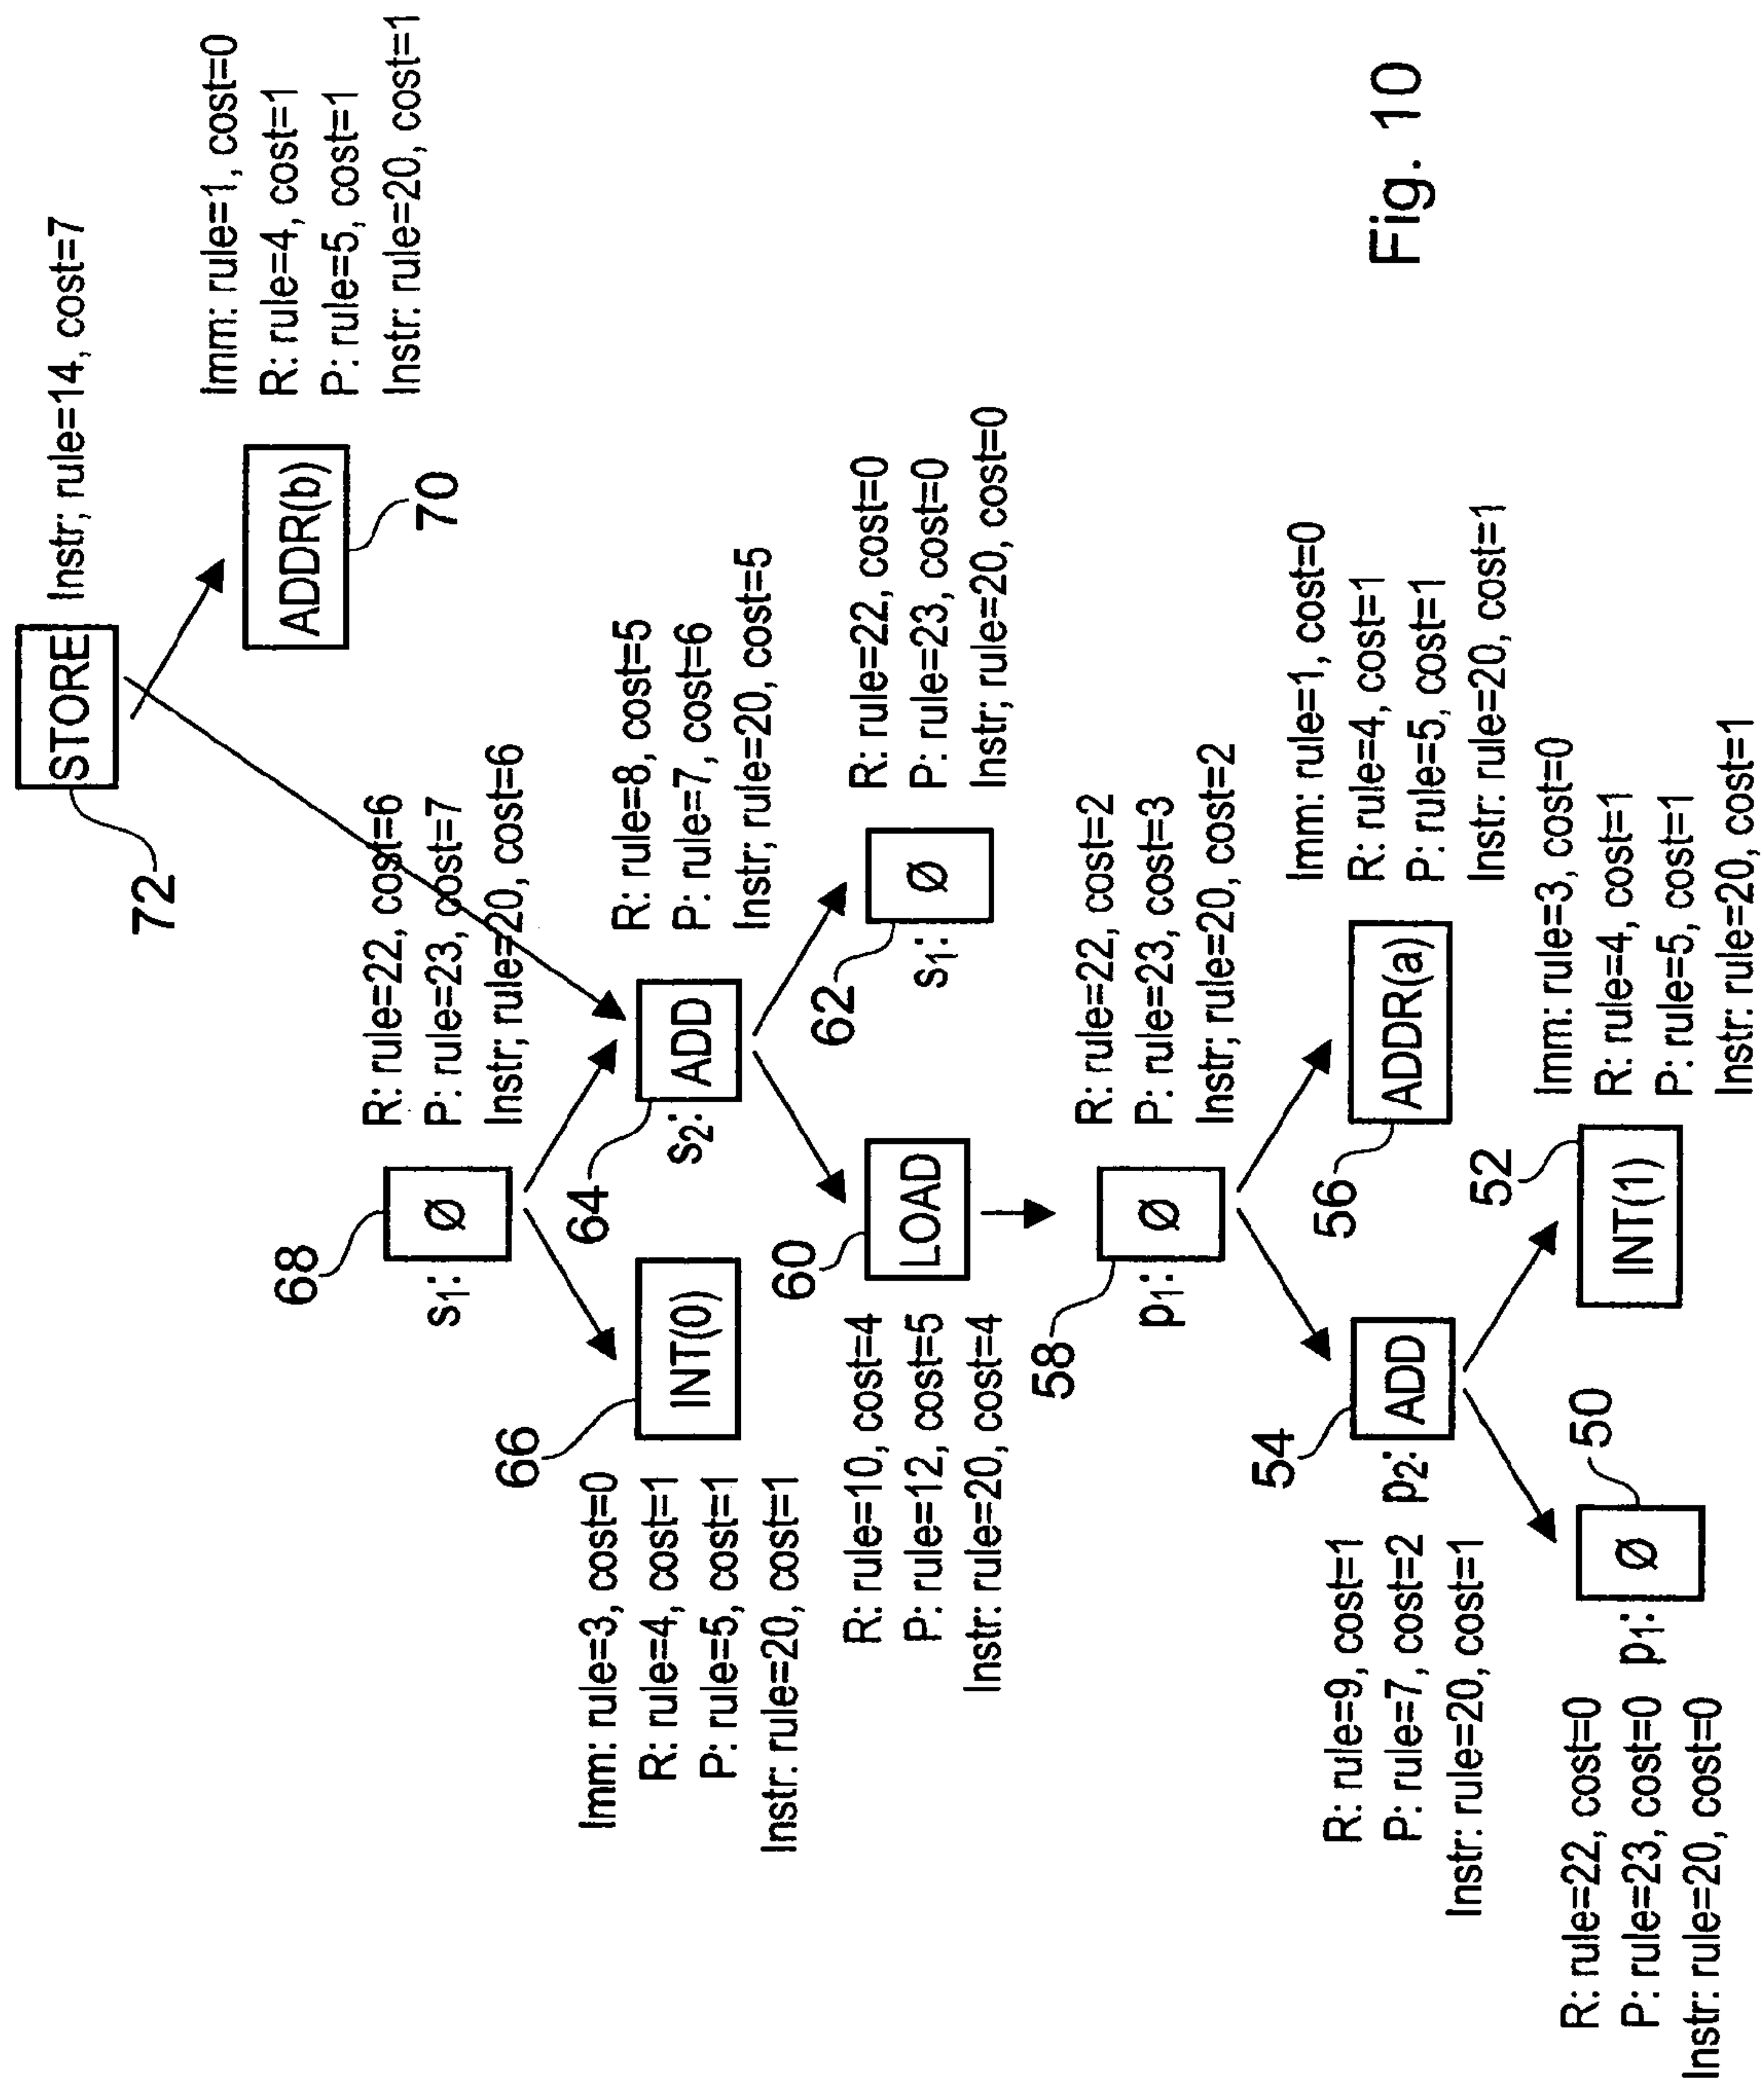 72
STORE
Instr; rule=14, cost=7
70
ADDR(b)
Imm: rule=1, cost=0
R: rule=4, cost=1
P: rule=5, cost=1
Instr: rule=20, cost=1
68
s1:
Ø
R: rule=22, cost=6
P: rule=23, cost=7
Instr; rule=20, cost=6
66
INT(0)
Imm: rule=3, cost=0
R: rule=4, cost=1
P: rule=5, cost=1
Instr: rule=20, cost=1
64
s2:
ADD
R: rule=8, cost=5
P: rule=7, cost=6
Instr; rule=20, cost=5
60
LOAD
R: rule=10, cost=4
P: rule=12, cost=5
Instr: rule=20, cost=4
62
s1:
Ø
R: rule=22, cost=0
P: rule=23, cost=0
Instr; rule=20, cost=0
58
p1:
Ø
R: rule=22, cost=2
P: rule=23, cost=3
Instr; rule=20, cost=2
54
p2:
ADD
R: rule=9, cost=1
P: rule=7, cost=2
Instr: rule=20, cost=1
56
ADDR(a)
Imm: rule=1, cost=0
R: rule=4, cost=1
P: rule=5, cost=1
Instr: rule=20, cost=1
50
p1:
Ø
R: rule=22, cost=0
P: rule=23, cost=0
Instr: rule=20, cost=0
52
INT(1)
Imm: rule=3, cost=0
R: rule=4, cost=1
P: rule=5, cost=1
Instr: rule=20, cost=1
Fig. 10